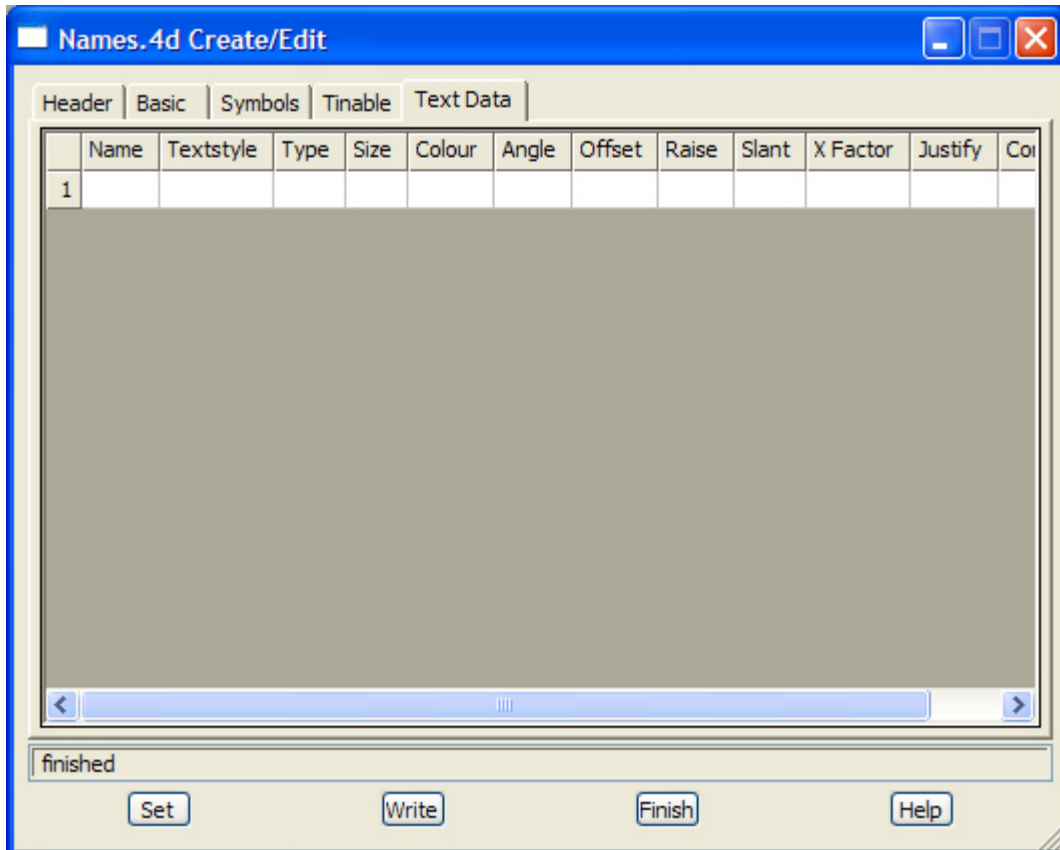 Names.4d Create/Edit
Header Basic Symbols Tinable Text Data
Name Textstyle Type Size Colour Angle Offset Raise Slant X Factor Justify
1
finished
Set Write Finish Help